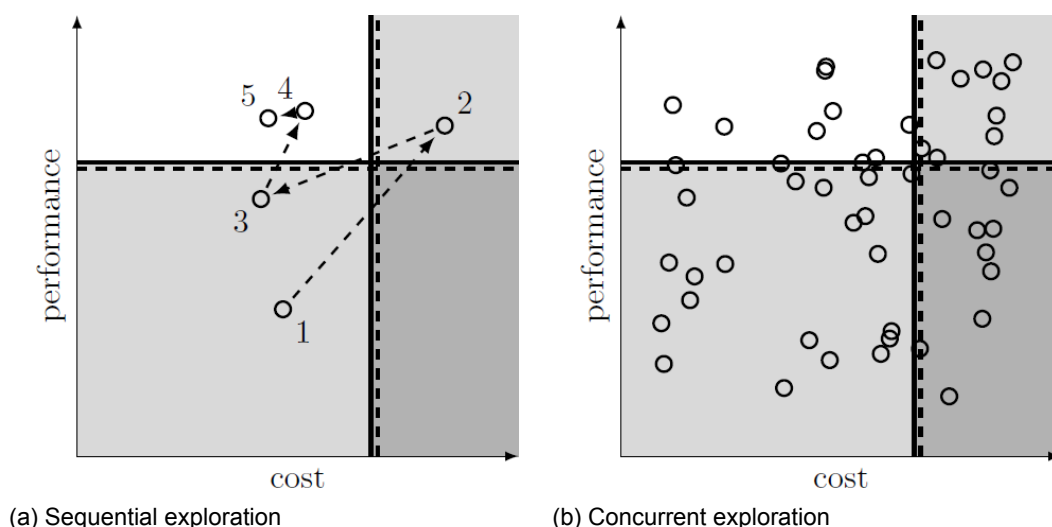 5
4
2
3
1
performance
cost
(a) Sequential exploration
performance
cost
(b) Concurrent exploration